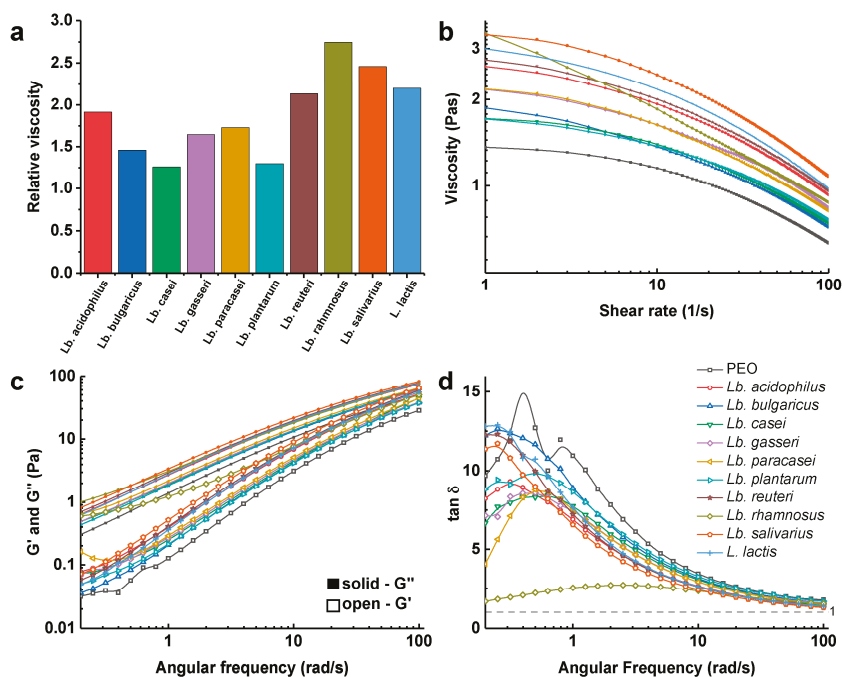 a
Relative viscosity
3.0
2.5
2.0
1.5
1.0
0.5
0.0
Lb. acidophilus
Lb. bulgaricus
Lb. casei
Lb. gasseri
Lb. paracasei
Lb. plantarum
Lb. reuteri
Lb. rahmnosus
Lb. salivarius
L. lactis
b
Viscosity (Pas)
3
2
1
1
10
100
Shear rate (1/s)
c
G' and G'' (Pa)
100
10
1
0.1
0.01
solid - G''
open - G'
1
10
100
Angular frequency (rad/s)
d
tan δ
15
10
5
0
PEO
Lb. acidophilus
Lb. bulgaricus
Lb. casei
Lb. gasseri
Lb. paracasei
Lb. plantarum
Lb. reuteri
Lb. rhamnosus
Lb. salivarius
L. lactis
1
1
10
100
Angular Frequency (rad/s)